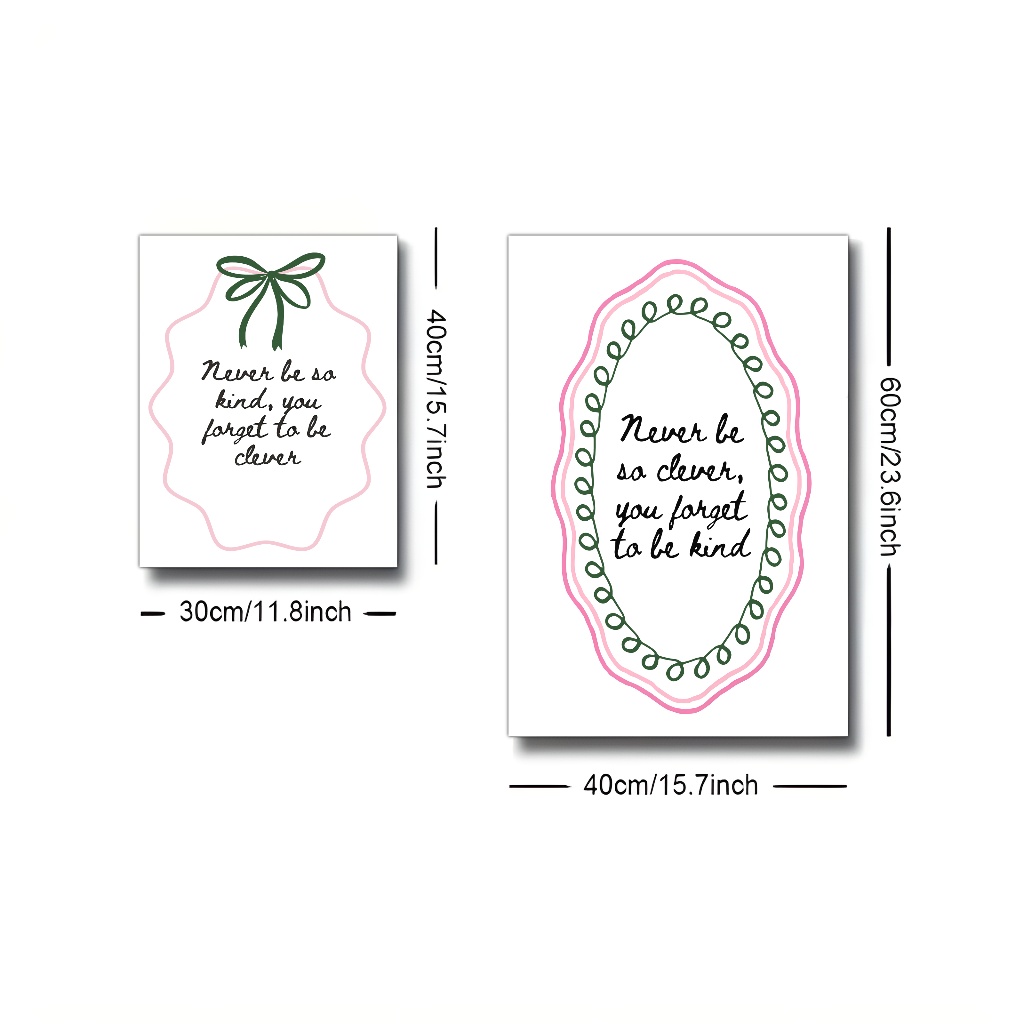 Never be so
kind, you
forget to be
clever
40cm/15.7inch
30cm/11.8inch
Never be
so clever,
you forget
to be kind
60cm/23.6inch
40cm/15.7inch